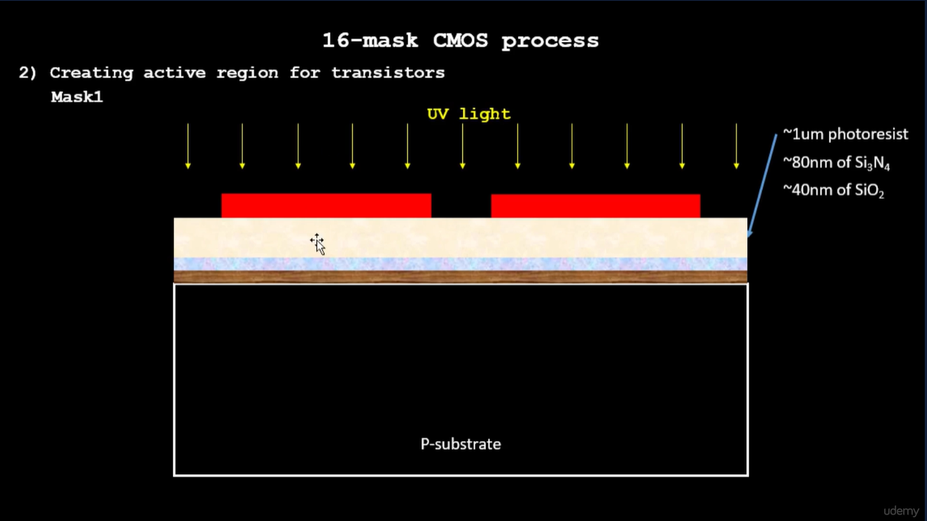 16-mask CMOS process
2) Creating active region for transistors
Mask1
UV light
~1um photoresist
~80nm of Si₃N₄
~40nm of SiO₂
P-substrate
udemy